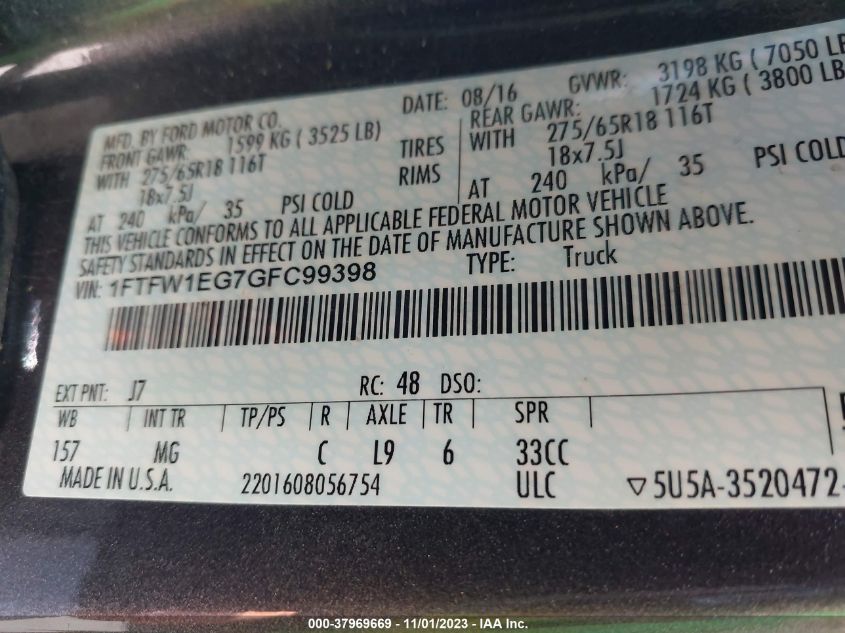 MFD. BY FORD MOTOR CO. DATE: 08/16 GVWR: 3198 KG ( 7050 LB
FRONT GAWR: 1599 KG ( 3525 LB) REAR GAWR: 1724 KG ( 3800 LB
WITH 275/65R18 116T TIRES WITH 275/65R18 116T
18x7.5J RIMS 18x7.5J
AT 240 kPa/ 35 PSI COLD AT 240 kPa/ 35 PSI COLD
THIS VEHICLE CONFORMS TO ALL APPLICABLE FEDERAL MOTOR VEHICLE
SAFETY STANDARDS IN EFFECT ON THE DATE OF MANUFACTURE SHOWN ABOVE.
VIN: 1FTFW1EG7GFC99398 TYPE: Truck
EXT PNT: J7 RC: 48 DSO:
WB INT TR TP/PS R AXLE TR SPR
157 MG C L9 6 33CC
MADE IN U.S.A. 2201608056754 ULC ▽5U5A-3520472-
000-37969669 - 11/01/2023 - © IAA Inc.